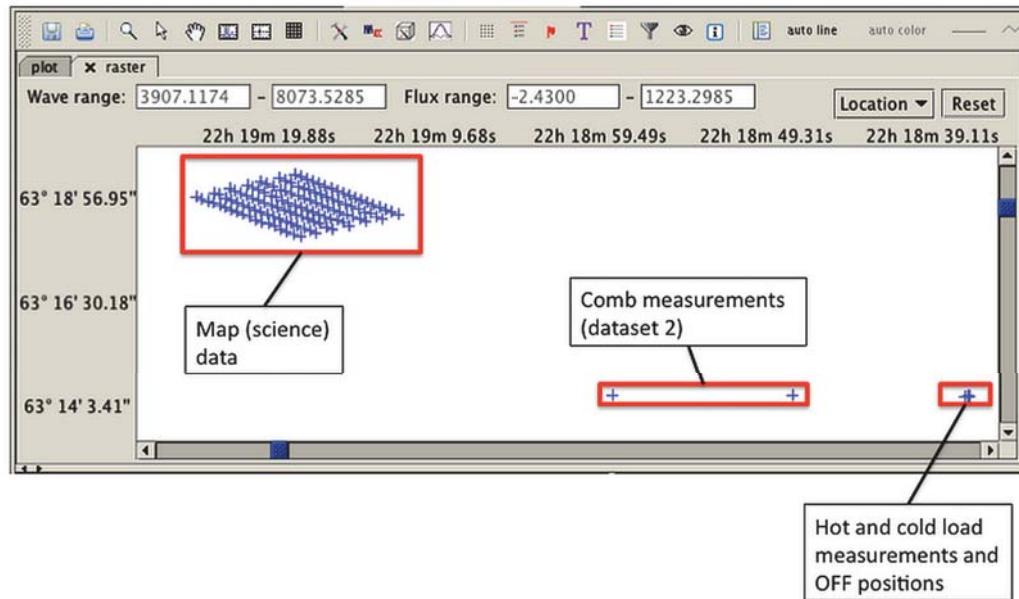 T i auto line auto color
plot × raster
Wave range: 3907.1174 - 8073.5285 Flux range: -2.4300 - 1223.2985 Location Reset
22h 19m 19.88s 22h 19m 9.68s 22h 18m 59.49s 22h 18m 49.31s 22h 18m 39.11s
63° 18' 56.95"
63° 16' 30.18"
63° 14' 3.41"
Map (science)
data
Comb measurements
(dataset 2)
Hot and cold load
measurements and
OFF positions